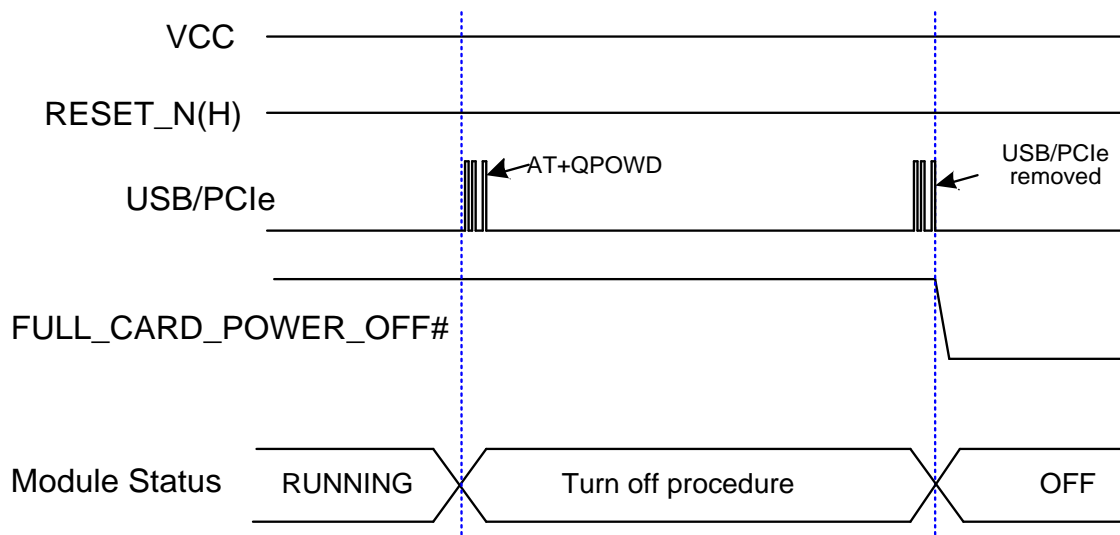 VCC
RESET_N(H)
USB/PCIe
AT+QPOWD
USB/PCIe
removed
FULL_CARD_POWER_OFF#
Module Status
RUNNING
Turn off procedure
OFF